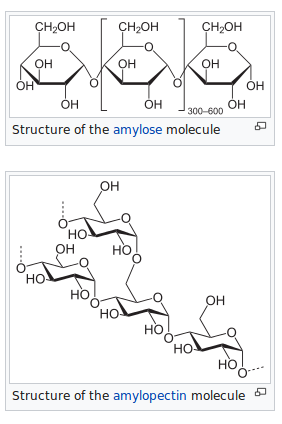 CH₂OH CH₂OH CH₂OH
O O O
OH OH OH
OH O O OH
OH OH OH
300–600
Structure of the amylose molecule
OH
O O
HO
OH HO O
O O
HO
HO O O OH
HO
HO O O
HO
HO O
Structure of the amylopectin molecule